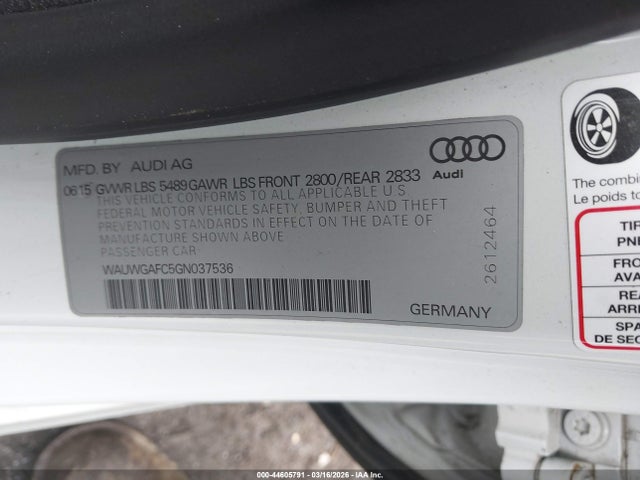 MFD. BY AUDI AG
Audi
0615 GVWR LBS 5489 GAWR LBS FRONT 2800/REAR 2833
THIS VEHICLE CONFORMS TO ALL APPLICABLE U.S.
FEDERAL MOTOR VEHICLE SAFETY, BUMPER AND THEFT
PREVENTION STANDARDS IN EFFECT ON THE DATE OF
MANUFACTURE SHOWN ABOVE
PASSENGER CAR
WAUWGAFC5GN037536
2612464
GERMANY
The com
Le poids to
TIR
PNE
FRO
AVA
REA
ARRI
SPA
DE SEC
000-44605791 - 03/16/2026 - IAA Inc.